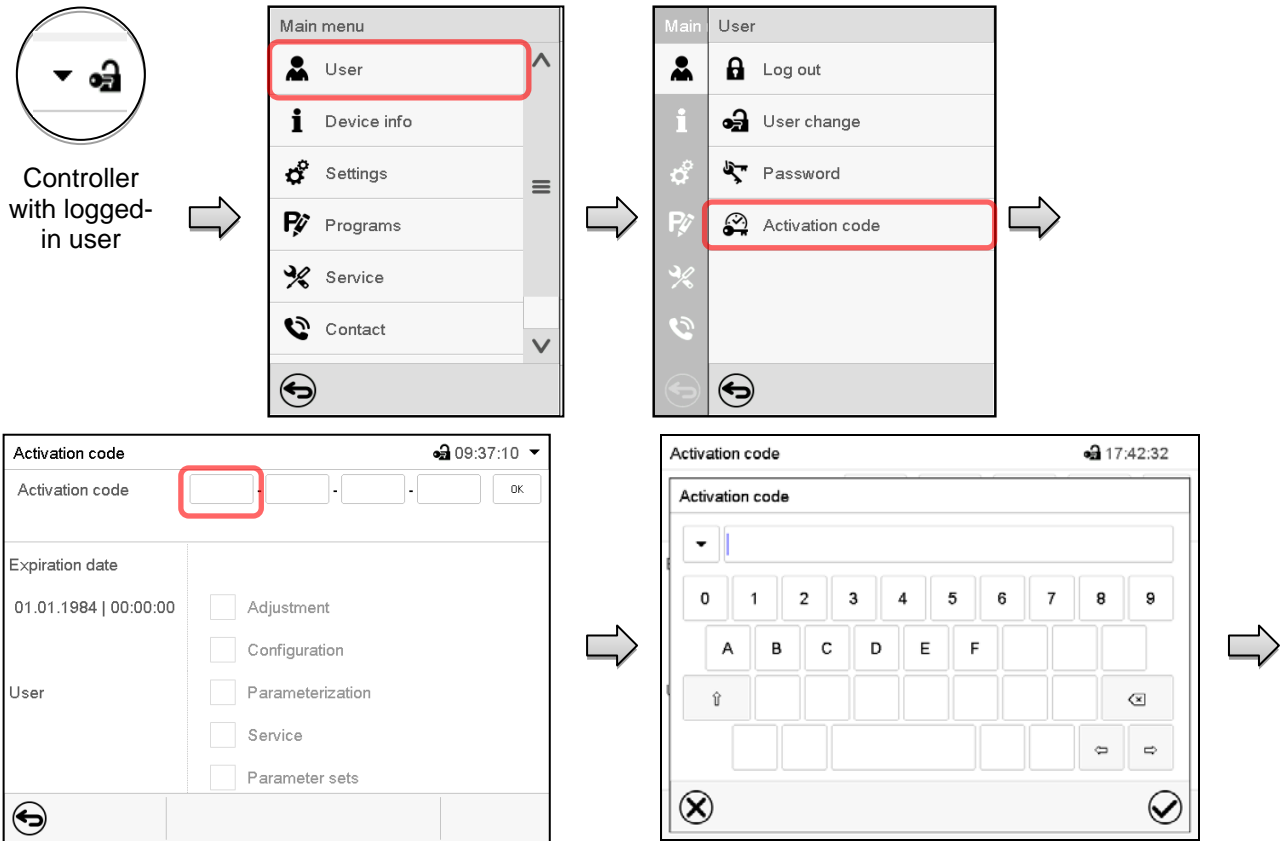 Controller
with logged-
in user
Main menu
User
Device info
Settings
Programs
Service
Contact
Main
User
Log out
User change
Password
Activation code
Activation code
09:37:10
Activation code
-
-
-
OK
Expiration date
01.01.1984 | 00:00:00
Adjustment
Configuration
User
Parameterization
Service
Parameter sets
Activation code
17:42:32
Activation code
0 1 2 3 4 5 6 7 8 9
A B C D E F